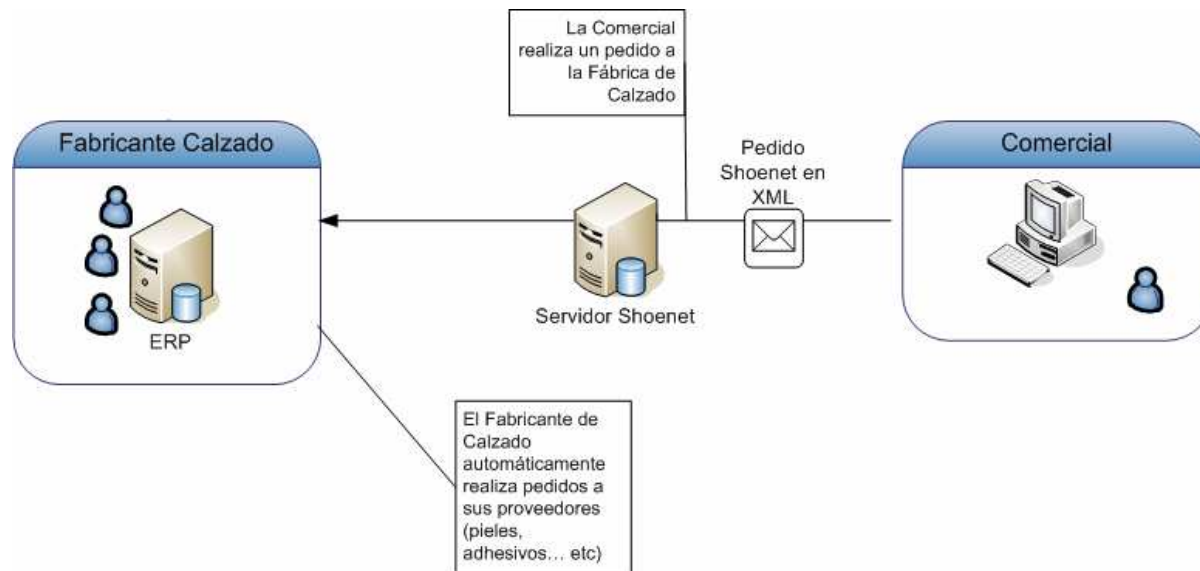 La Comercial
realiza un pedido a
la Fábrica de
Calzado
Fabricante Calzado
Pedido
Shoenet en
XML
Comercial
Servidor Shoenet
ERP
El Fabricante de
Calzado
automáticamente
realiza pedidos a
sus proveedores
(pieles,
adhesivos... etc)